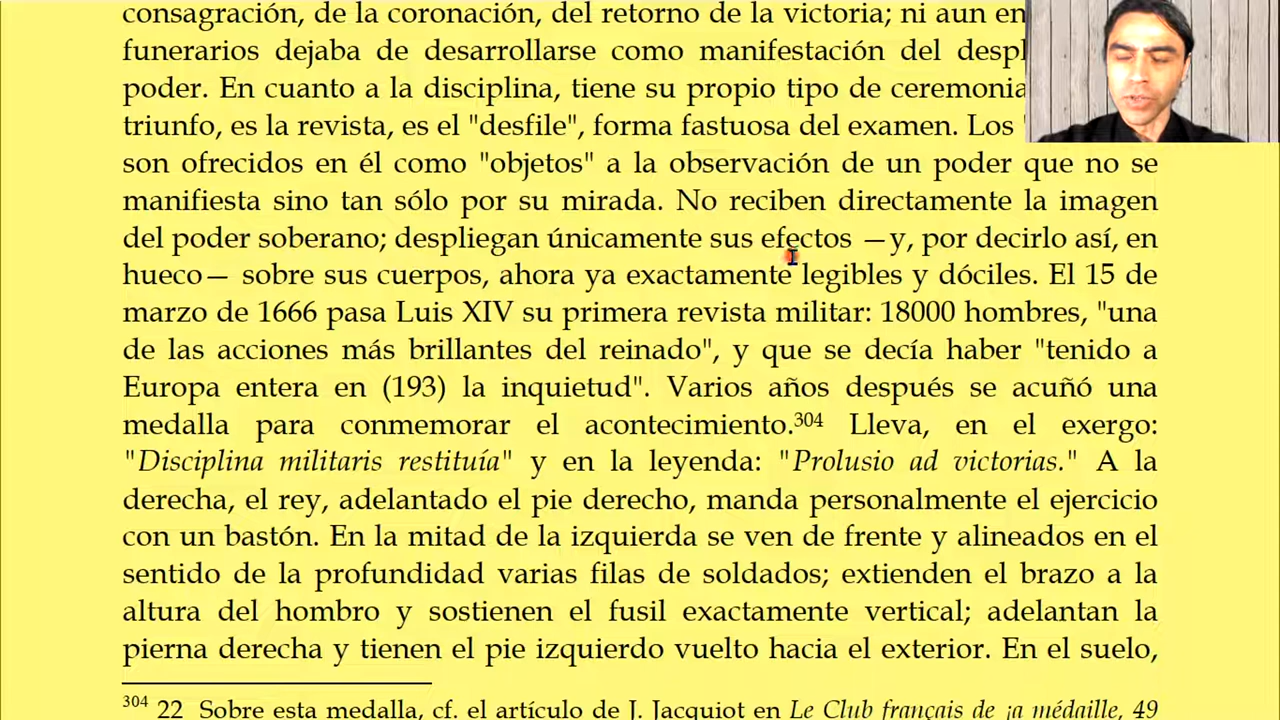 consagración, de la coronación, del retorno de la victoria; ni aun en
funerarios dejaba de desarrollarse como manifestación del
poder. En cuanto a la disciplina, tiene su propio tipo de
triunfo, es la revista, es el "desfile", forma fastuosa del examen. Los "
son ofrecidos en él como "objetos" a la observación de un poder que no se
manifiesta sino tan sólo por su mirada. No reciben directamente la imagen
del poder soberano; despliegan únicamente sus efectos —y, por decirlo así, en
hueco— sobre sus cuerpos, ahora ya exactamente legibles y dóciles. El 15 de
marzo de 1666 pasa Luis XIV su primera revista militar: 18000 hombres, "una
de las acciones más brillantes del reinado", y que se decía haber "tenido a
Europa entera en (193) la inquietud". Varios años después se acuñó una
medalla para conmemorar el acontecimiento.304 Lleva, en el exergo:
"Disciplina militaris restituía" y en la leyenda: "Prolusio ad victorias." A la
derecha, el rey, adelantado el pie derecho, manda personalmente el ejercicio
con un bastón. En la mitad de la izquierda se ven de frente y alineados en el
sentido de la profundidad varias filas de soldados; extienden el brazo a la
altura del hombro y sostienen el fusil exactamente vertical; adelantan la
pierna derecha y tienen el pie izquierdo vuelto hacia el exterior. En el suelo,
304 22 Sobre esta medalla, cf. el artículo de J. Jacquiot en Le Club français de ja médaille, 49